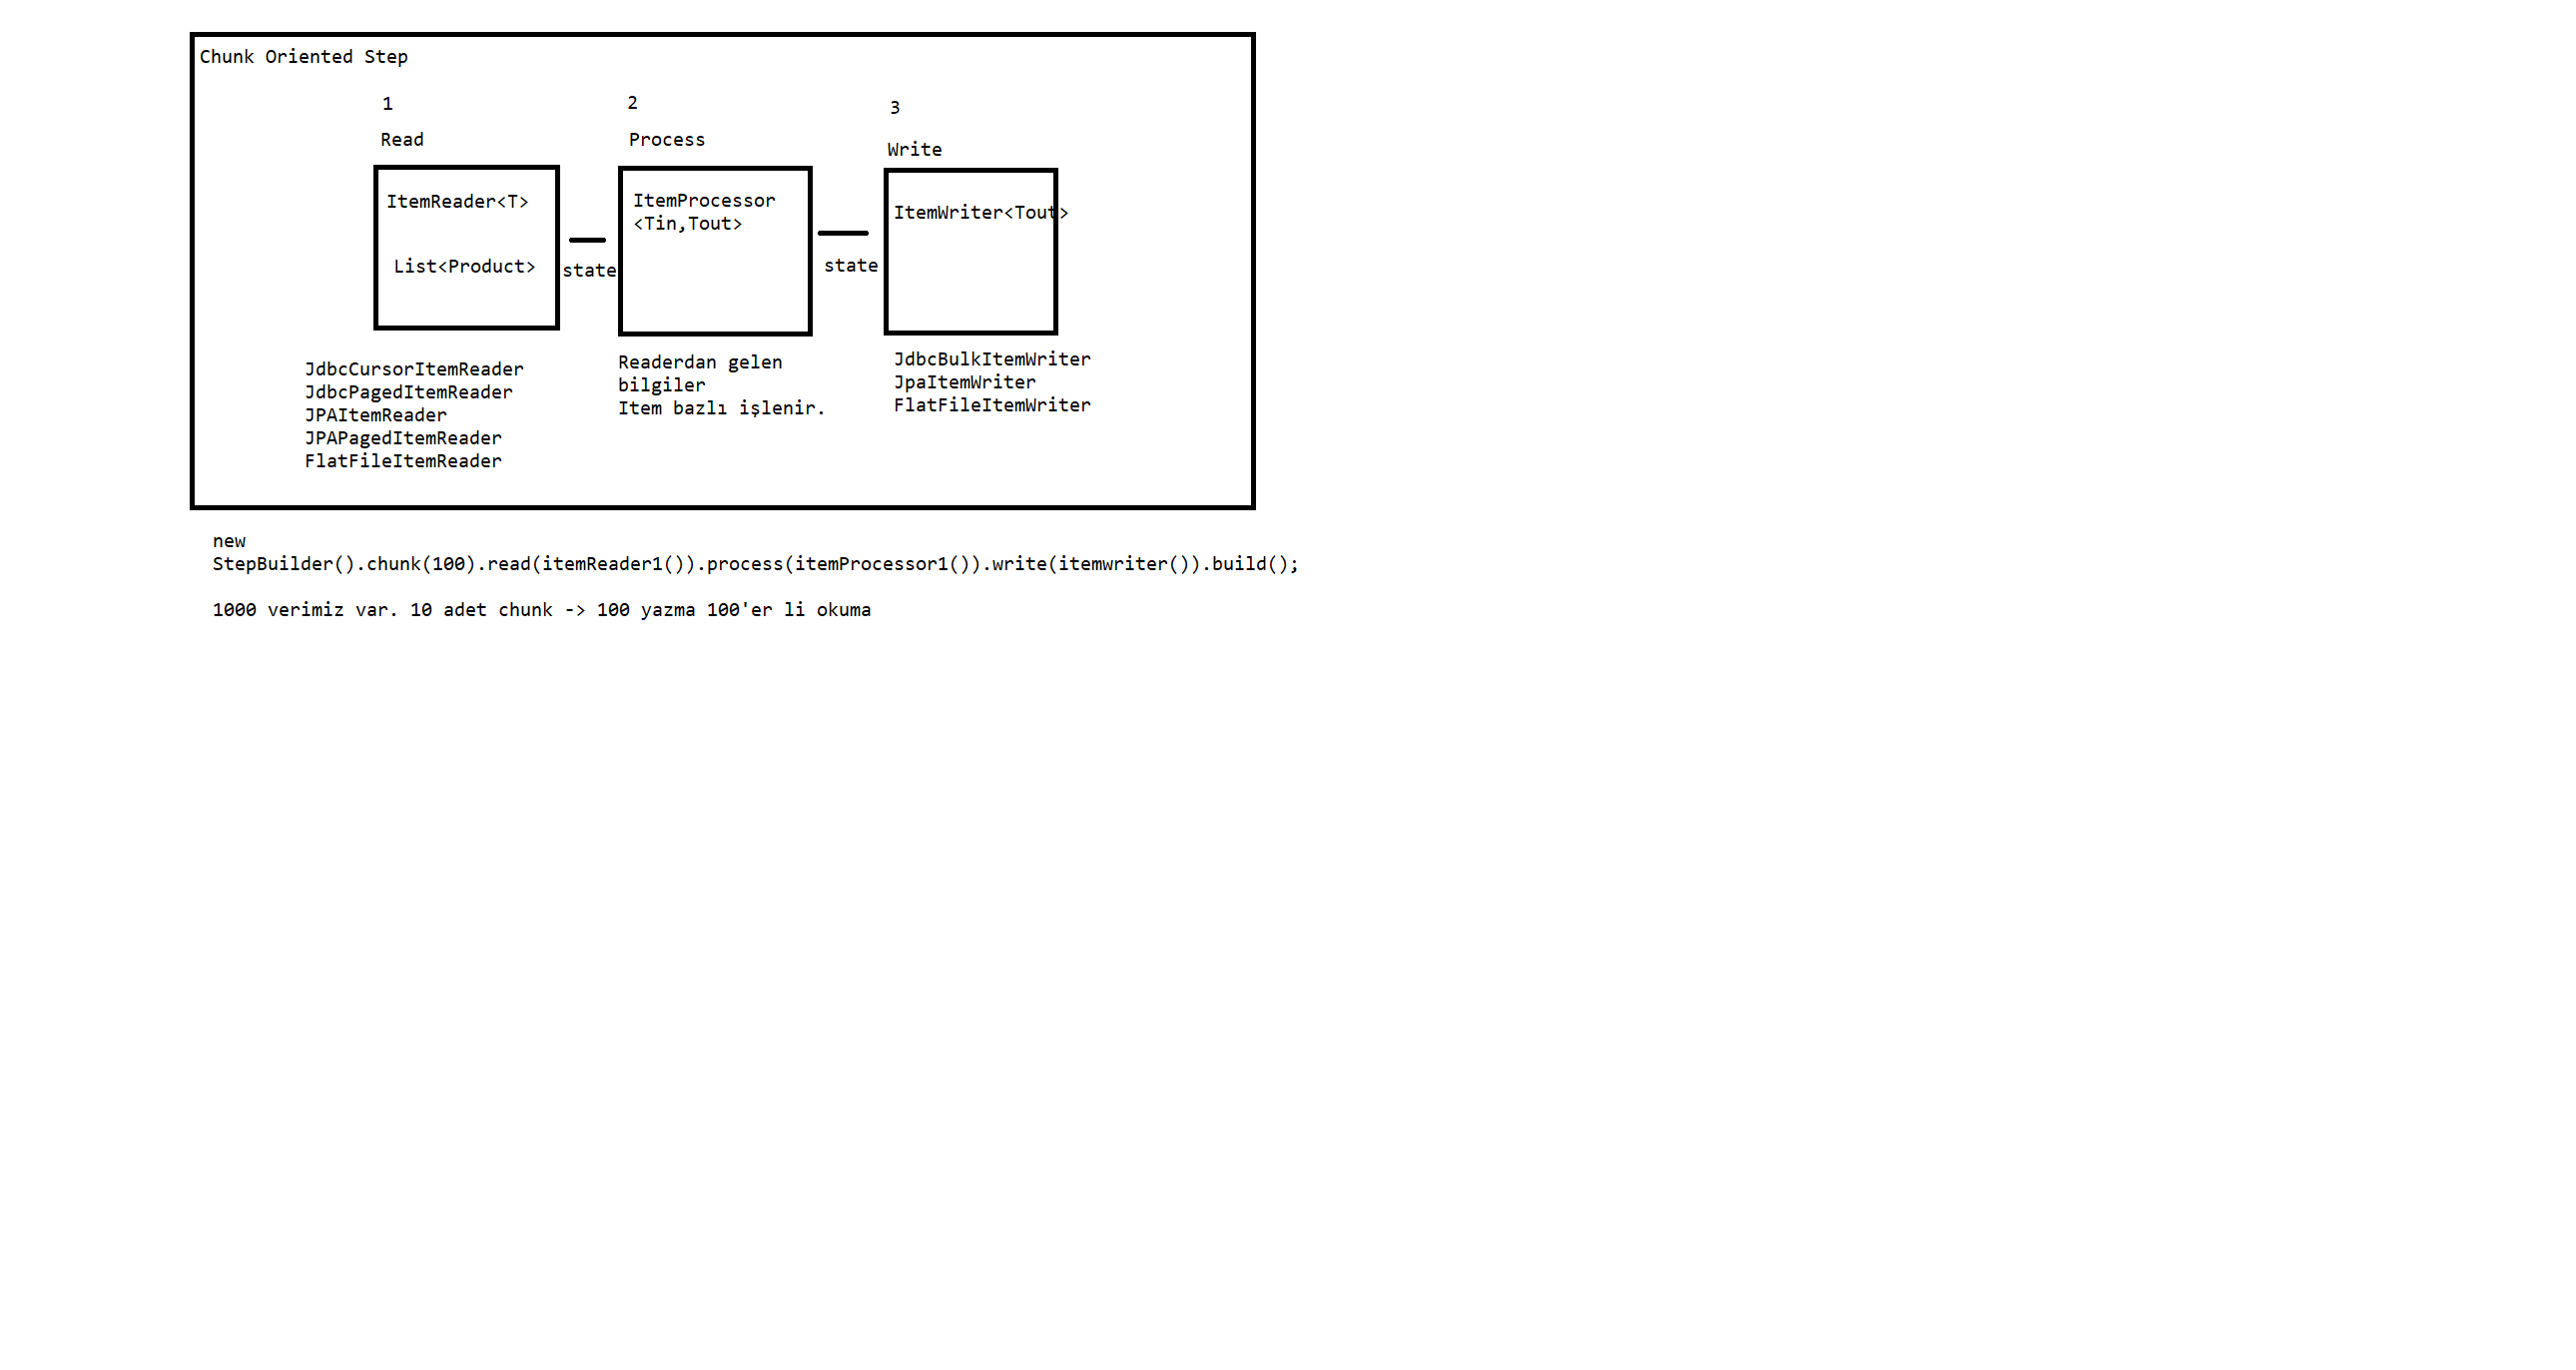 Chunk Oriented Step
1
Read
ItemReader<T>
List<Product>
JdbcCursorItemReader
JdbcPagedItemReader
JPAItemReader
JPAPagedItemReader
FlatFileItemReader
state
2
Process
ItemProcessor
<Tin,Tout>
Readerdan gelen
bilgiler
Item bazlı işlenir.
state
3
Write
ItemWriter<Tout>
JdbcBulkItemWriter
JpaItemWriter
FlatFileItemWriter
new
StepBuilder().chunk(100).read(itemReader1()).process(itemProcessor1()).write(itemwriter()).build();
1000 verimiz var. 10 adet chunk -> 100 yazma 100'er li okuma